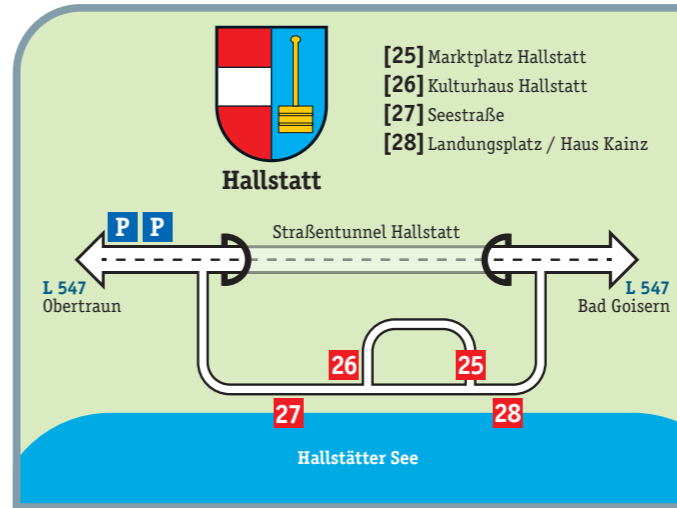 [25] Marktplatz Hallstatt
[26] Kulturhaus Hallstatt
[27] Seestraße
[28] Landungsplatz / Haus Kainz
Hallstatt
P P
Straßentunnel Hallstatt
L 547
Obertraun
L 547
Bad Goisern
26
25
27
28
Hallstätter See